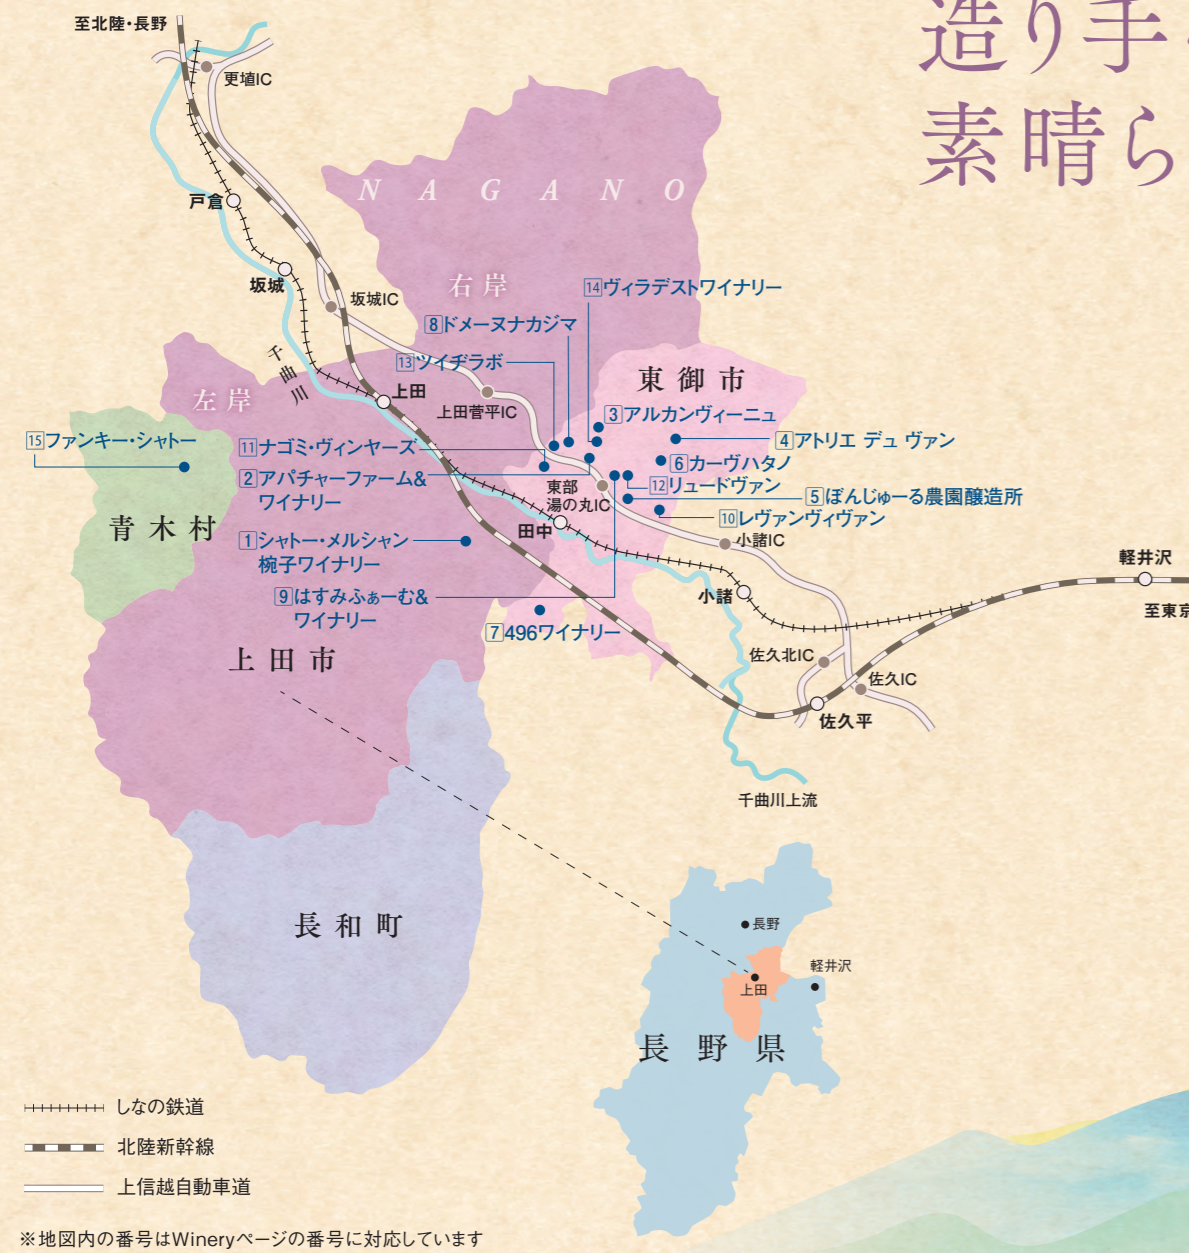 造り手
素晴ら
至北陸・長野
更埴IC
戸倉
坂城
坂城IC
NAGANO
右岸
14ヴィラデストワイナリー
8ドメーヌナカジマ
13ツイヂラボ
千曲川
上田
上田菅平IC
東御市
左岸
3アルカンヴィーニュ
15ファンキー・シャトー
11ナゴミ・ヴィンヤーズ
4アトリエ デュ ヴァン
6カーヴハタノ
2アパチャーファーム&
ワイナリー
12リュードヴァン
東部
湯の丸IC
5ぼんじゅーる農園醸造所
10レヴァンヴィヴァン
青木村
田中
1シャトー・メルシャン
椀子ワイナリー
小諸IC
軽井沢
小諸
9はすみふぁーむ&
ワイナリー
至東京
7496ワイナリー
上田市
佐久北IC
佐久IC
佐久平
千曲川上流
長和町
長野
軽井沢
上田
長野県
しなの鉄道
北陸新幹線
上信越自動車道
※地図内の番号はWineryページの番号に対応しています